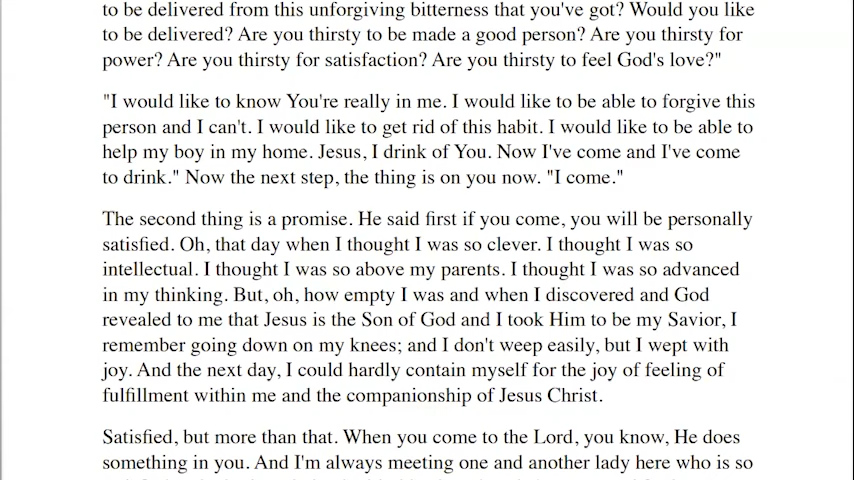 to be delivered from this unforgiving bitterness that you've got? Would you like
to be delivered? Are you thirsty to be made a good person? Are you thirsty for
power? Are you thirsty for satisfaction? Are you thirsty to feel God's love?"
"I would like to know You're really in me. I would like to be able to forgive this
person and I can't. I would like to get rid of this habit. I would like to be able to
help my boy in my home. Jesus, I drink of You. Now I've come and I've come
to drink." Now the next step, the thing is on you now. "I come."
The second thing is a promise. He said first if you come, you will be personally
satisfied. Oh, that day when I thought I was so clever. I thought I was so
intellectual. I thought I was so above my parents. I thought I was so advanced
in my thinking. But, oh, how empty I was and when I discovered and God
revealed to me that Jesus is the Son of God and I took Him to be my Savior, I
remember going down on my knees; and I don't weep easily, but I wept with
joy. And the next day, I could hardly contain myself for the joy of feeling of
fulfillment within me and the companionship of Jesus Christ.
Satisfied, but more than that. When you come to the Lord, you know, He does
something in you. And I'm always meeting one and another lady here who is so